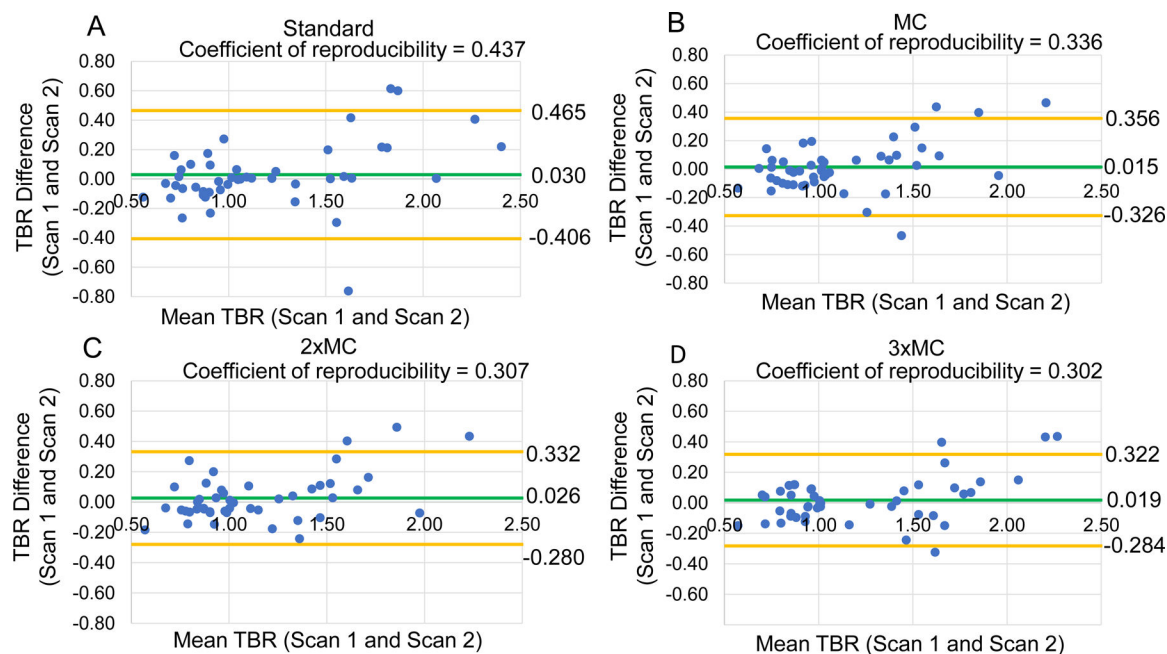 A
Standard
Coefficient of reproducibility = 0.437
0.80
0.60
0.40
0.20
0.00
-0.20
-0.40
-0.60
-0.80
0.50
1.00
1.50
2.00
2.50
0.465
0.030
-0.406
TBR Difference
(Scan 1 and Scan 2)
Mean TBR (Scan 1 and Scan 2)
B
MC
Coefficient of reproducibility = 0.336
0.80
0.60
0.40
0.20
0.00
-0.20
-0.40
-0.60
-0.80
0.50
1.00
1.50
2.00
2.50
0.356
0.015
-0.326
TBR Difference
(Scan 1 and Scan 2)
Mean TBR (Scan 1 and Scan 2)
C
2xMC
Coefficient of reproducibility = 0.307
0.80
0.60
0.40
0.20
0.00
-0.20
-0.40
-0.60
-0.80
0.50
1.00
1.50
2.00
2.50
0.332
0.026
-0.280
TBR Difference
(Scan 1 and Scan 2)
Mean TBR (Scan 1 and Scan 2)
D
3xMC
Coefficient of reproducibility = 0.302
0.80
0.60
0.40
0.20
0.00
-0.20
-0.40
-0.60
0.50
1.00
1.50
2.00
2.50
0.322
0.019
-0.284
TBR Difference
(Scan 1 and Scan 2)
Mean TBR (Scan 1 and Scan 2)